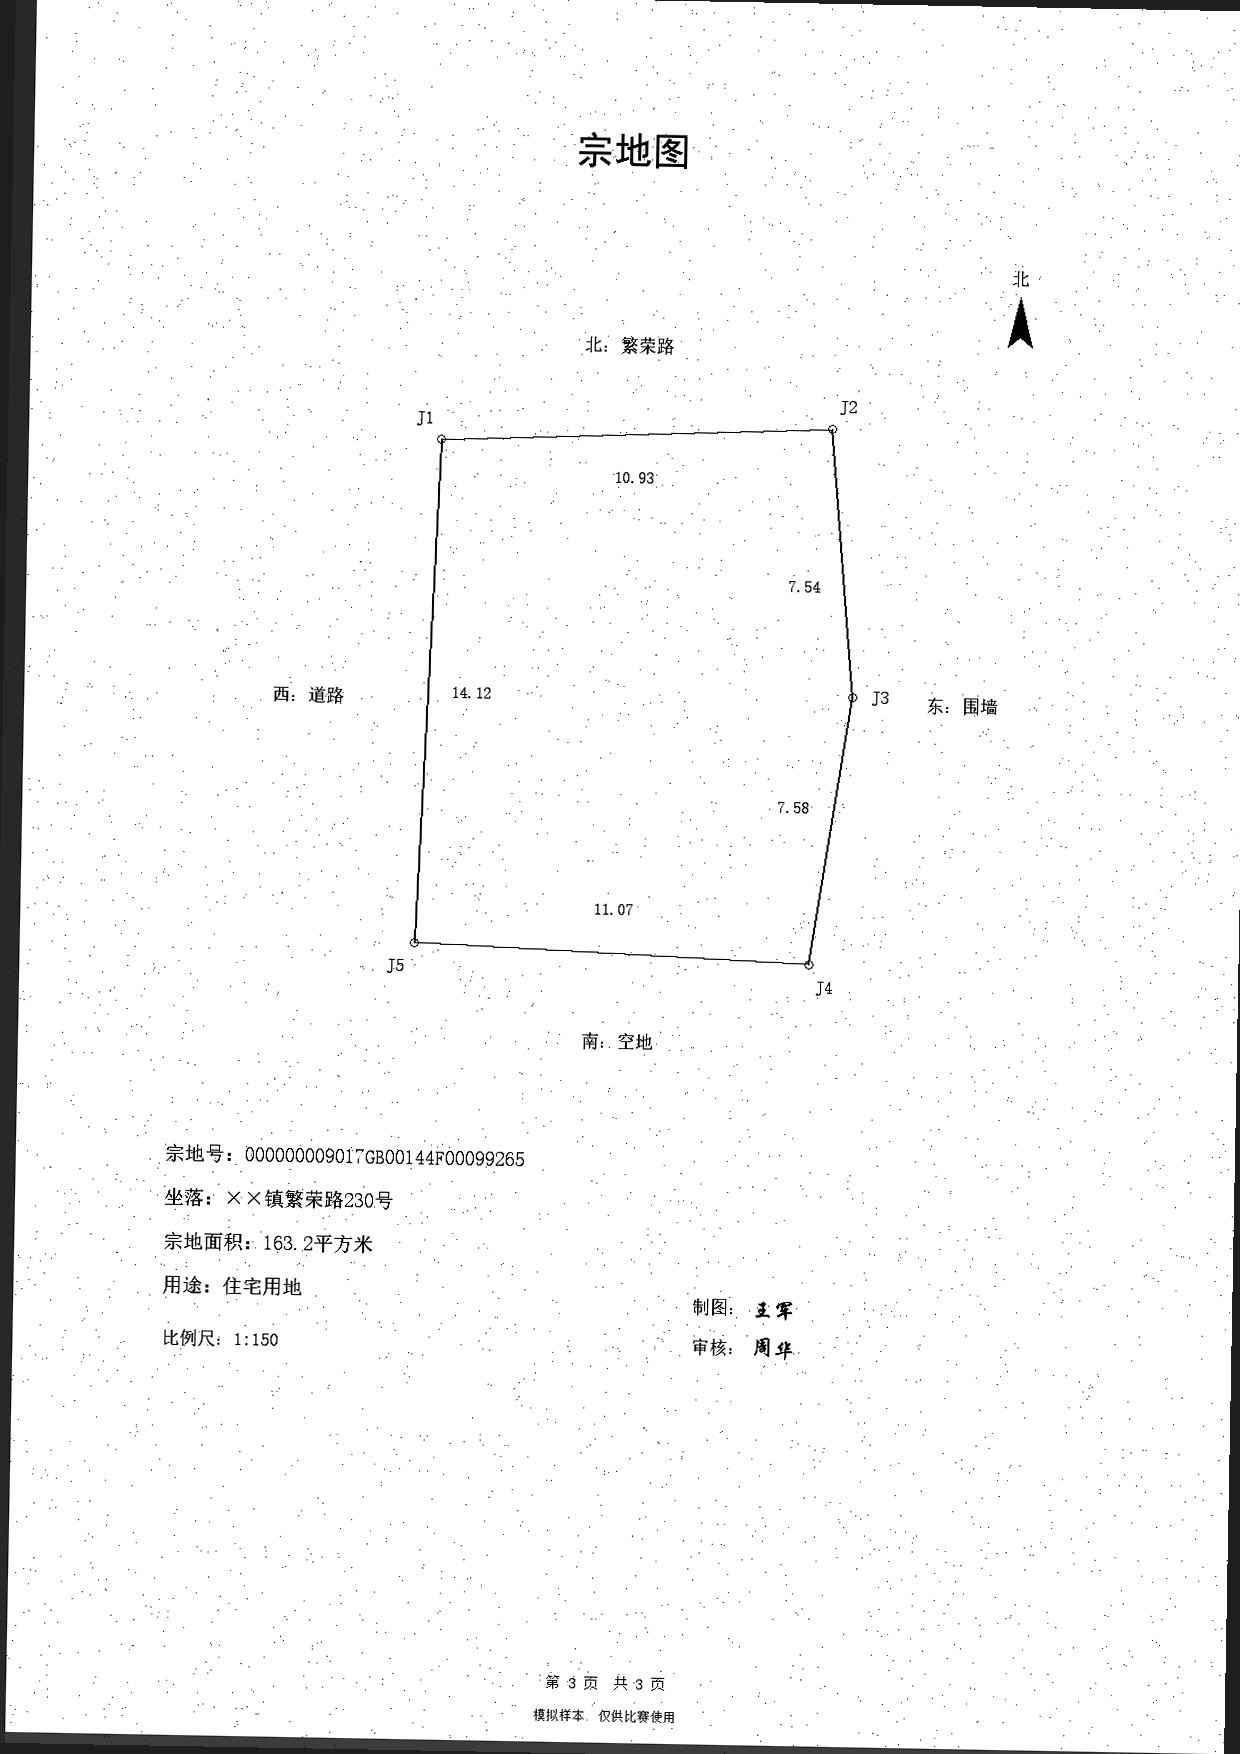 宗地图
北
北：繁荣路
J1
J2
10.93
7.54
西：道路
14.12
J3
东：围墙
7.58
11.07
J5
J4
南：空地
宗地号：000000009017GB00144F00099265
坐落：××镇繁荣路230号
宗地面积：163.2平方米
用途：住宅用地
制图：王军
比例尺：1:150
审核：周华
第 3 页 共 3 页
模拟样本 仅供比赛使用